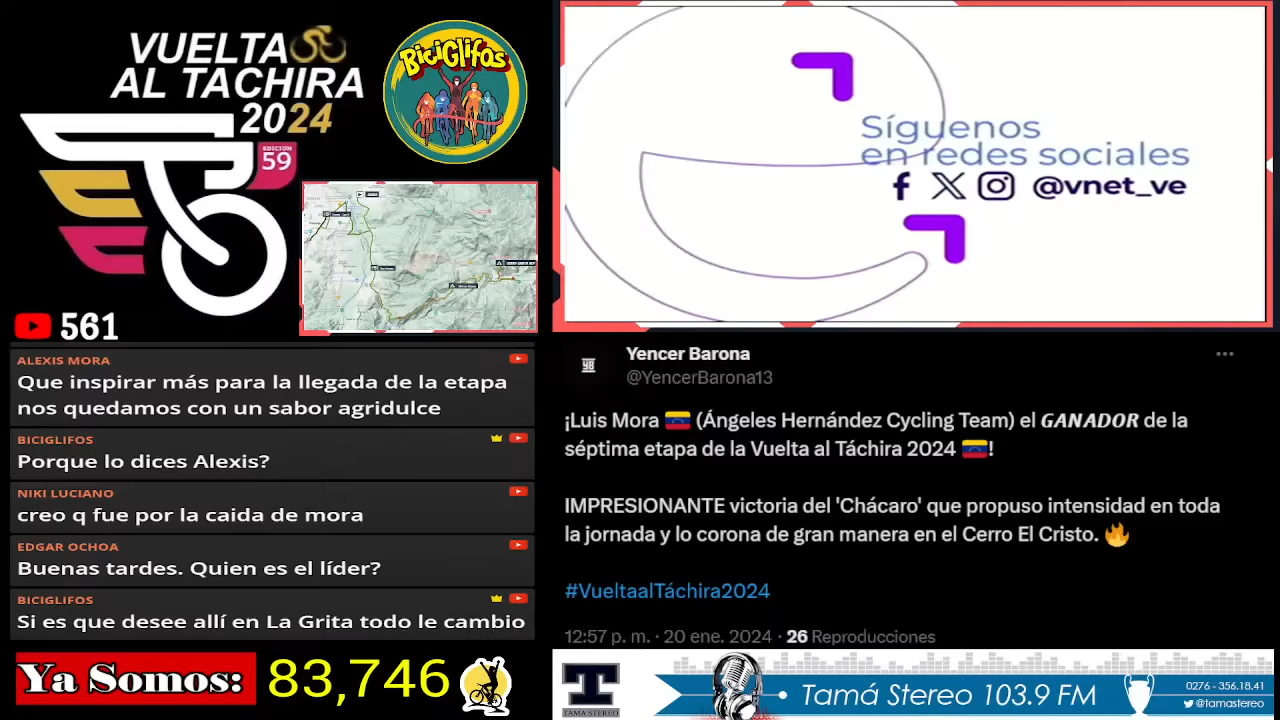 VUELTA
AL TACHIRA
2024
EDICION
59
BiciGlifos
561
ALEXIS MORA
Que inspirar más para la llegada de la etapa
nos quedamos con un sabor agridulce
BICIGLIFOS
Porque lo dices Alexis?
NIKI LUCIANO
creo q fue por la caida de mora
EDGAR OCHOA
Buenas tardes. Quien es el líder?
BICIGLIFOS
Si es que desee allí en La Grita todo le cambio
Ya Somos: 83,746
Síguenos
en redes sociales
@vnet_ve
YB
Yencer Barona
@YencerBarona13
¡Luis Mora 🇻🇪 (Ángeles Hernández Cycling Team) el GANADOR de la
séptima etapa de la Vuelta al Táchira 2024 🇻🇪!
IMPRESIONANTE victoria del 'Chácaro' que propuso intensidad en toda
la jornada y lo corona de gran manera en el Cerro El Cristo. 🔥
#VueltaalTáchira2024
12:57 p. m. · 20 ene. 2024 · 26 Reproducciones
T
TAMA STEREO
Tamá Stereo 103.9 FM
0276 - 356.18.41
@tamastereo